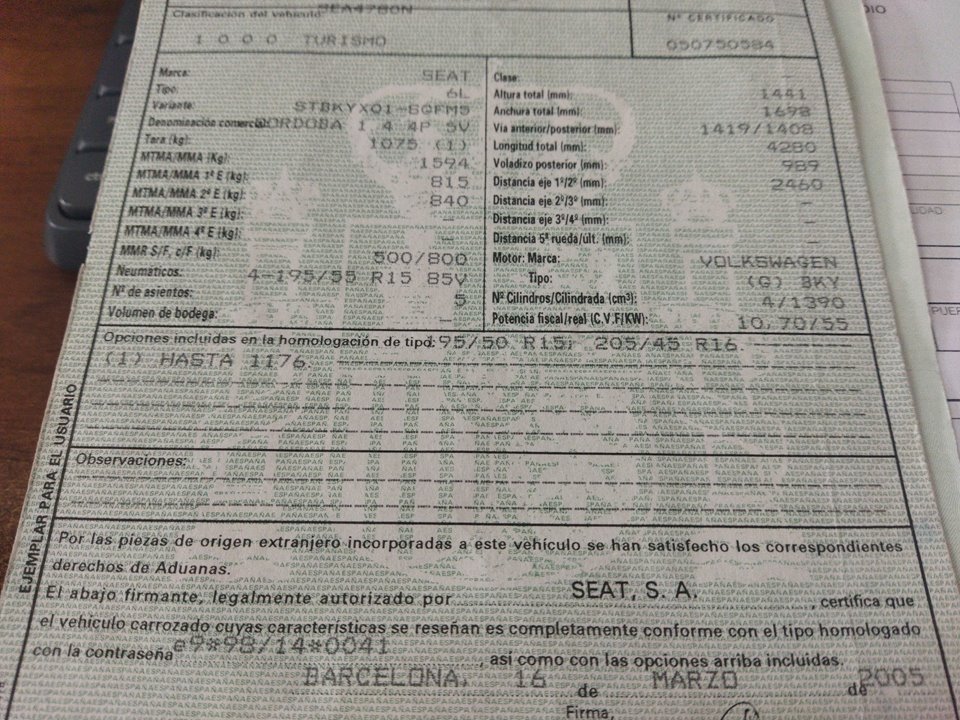 Clasificación del vehículo
Nº CERTIFICADO
1 0 0 0 TURISMO
050750584
Marca: SEAT
Tipo: 6L
Variante: STBKYX01-SGFM5
Denominación comercial: CORDOBA 1 4 4P 5V
Tara (kg): 1075 (1)
MTMA/MMA (Kg): 1594
MTMA/MMA 1º E (kg): 815
MTMA/MMA 2º E (kg): 840
MTMA/MMA 3º E (kg): —
MTMA/MMA 4º E (kg): —
MMR S/F, c/F (kg): 500/800
Neumáticos: 4-195/55 R15 85V
Nº de asientos: 5
Volumen de bodega: —
Clase: —
Altura total (mm): 1441
Anchura total (mm): 1698
Via anterior/posterior (mm): 1419/1408
Longitud total (mm): 4280
Voladizo posterior (mm): 989
Distancia eje 1º/2º (mm): 2460
Distancia eje 2º/3º (mm): —
Distancia eje 3º/4º (mm): —
Distancia 5ª rueda/últ. (mm): —
Motor: Marca: VOLKSWAGEN
Tipo: (G) BKY
Nº Cilindros/Cilindrada (cm³): 4/1390
Potencia fiscal/real (C.V.F/KW): 10,70/55
Opciones incluidas en la homologación de tipo: 95/50 R15; 205/45 R16.
(1) HASTA 1176.
Observaciones:
EJEMPLAR PARA EL USUARIO
Por las piezas de origen extranjero incorporadas a este vehículo se han satisfecho los correspondientes
derechos de Aduanas.
El abajo firmante, legalmente autorizado por SEAT, S. A. , certifica que
el vehículo carrozado cuyas características se reseñan es completamente conforme con el tipo homologado
con la contraseña e9*98/14*0041 , así como con las opciones arriba incluidas.
BARCELONA, 16 de MARZO de 2005
Firma,